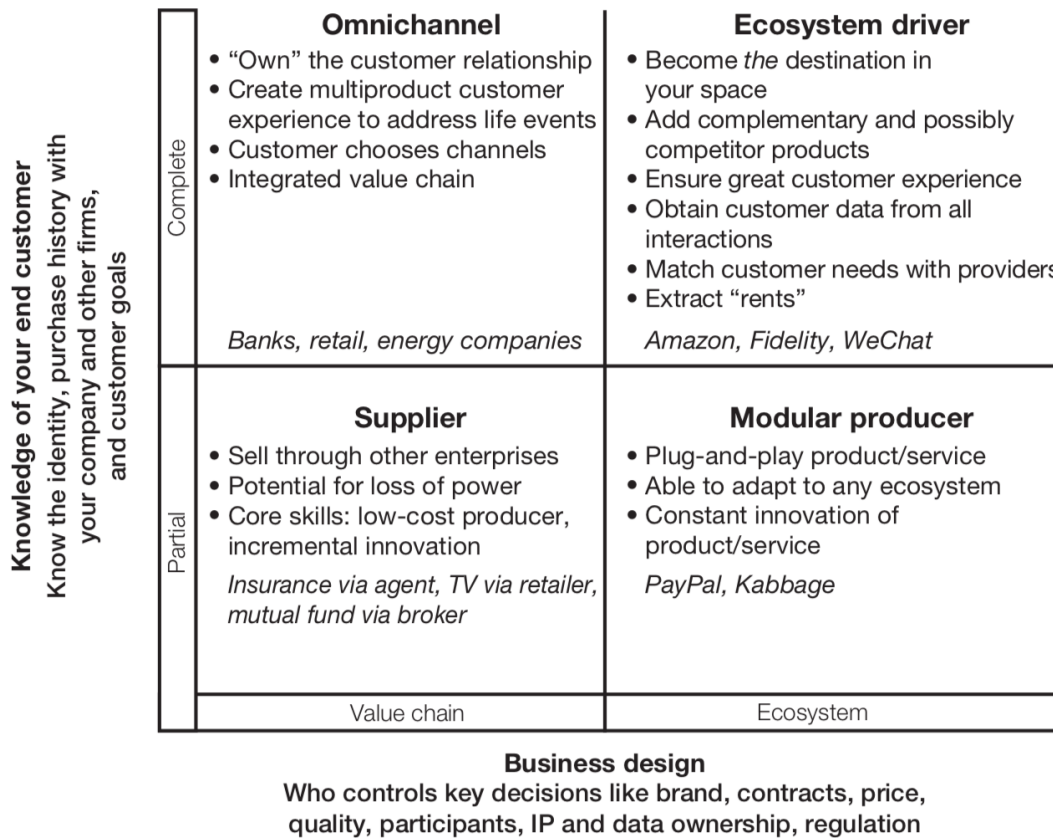 Knowledge of your end customer
Know the identity, purchase history with
your company and other firms,
and customer goals
Complete
Omnichannel
• “Own” the customer relationship
• Create multiproduct customer
experience to address life events
• Customer chooses channels
• Integrated value chain
Banks, retail, energy companies
Ecosystem driver
• Become the destination in
your space
• Add complementary and possibly
competitor products
• Ensure great customer experience
• Obtain customer data from all
interactions
• Match customer needs with providers
• Extract “rents”
Amazon, Fidelity, WeChat
Partial
Supplier
• Sell through other enterprises
• Potential for loss of power
• Core skills: low-cost producer,
incremental innovation
Insurance via agent, TV via retailer,
mutual fund via broker
Modular producer
• Plug-and-play product/service
• Able to adapt to any ecosystem
• Constant innovation of
product/service
PayPal, Kabbage
Value chain
Ecosystem
Business design
Who controls key decisions like brand, contracts, price,
quality, participants, IP and data ownership, regulation